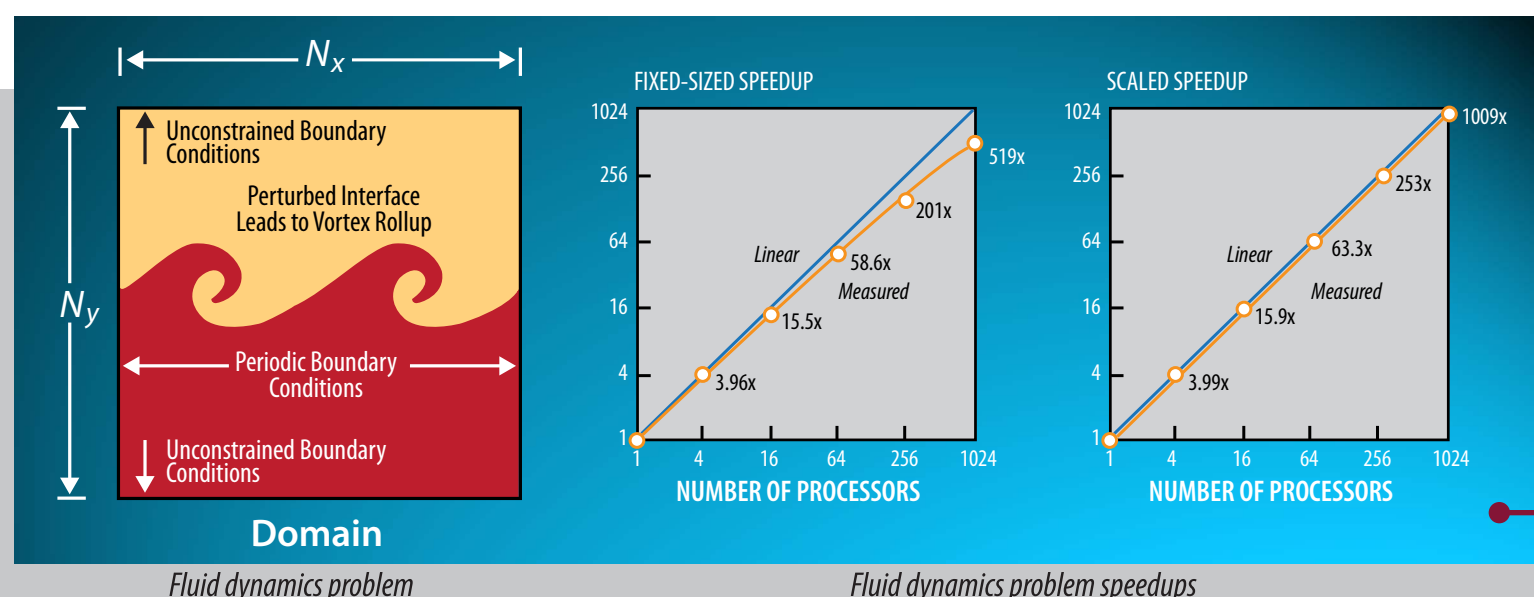 Nx
Ny
Unconstrained Boundary
Conditions
Perturbed Interface
Leads to Vortex Rollup
Periodic Boundary
Conditions
Unconstrained Boundary
Conditions
Domain
Fluid dynamics problem
FIXED-SIZED SPEEDUP
1024
256
64
16
4
1
519x
201x
Linear
58.6x
Measured
15.5x
3.96x
1 4 16 64 256 1024
NUMBER OF PROCESSORS
SCALED SPEEDUP
1024
256
64
16
4
1
1009x
253x
Linear
63.3x
Measured
15.9x
3.99x
1 4 16 64 256 1024
NUMBER OF PROCESSORS
Fluid dynamics problem speedups